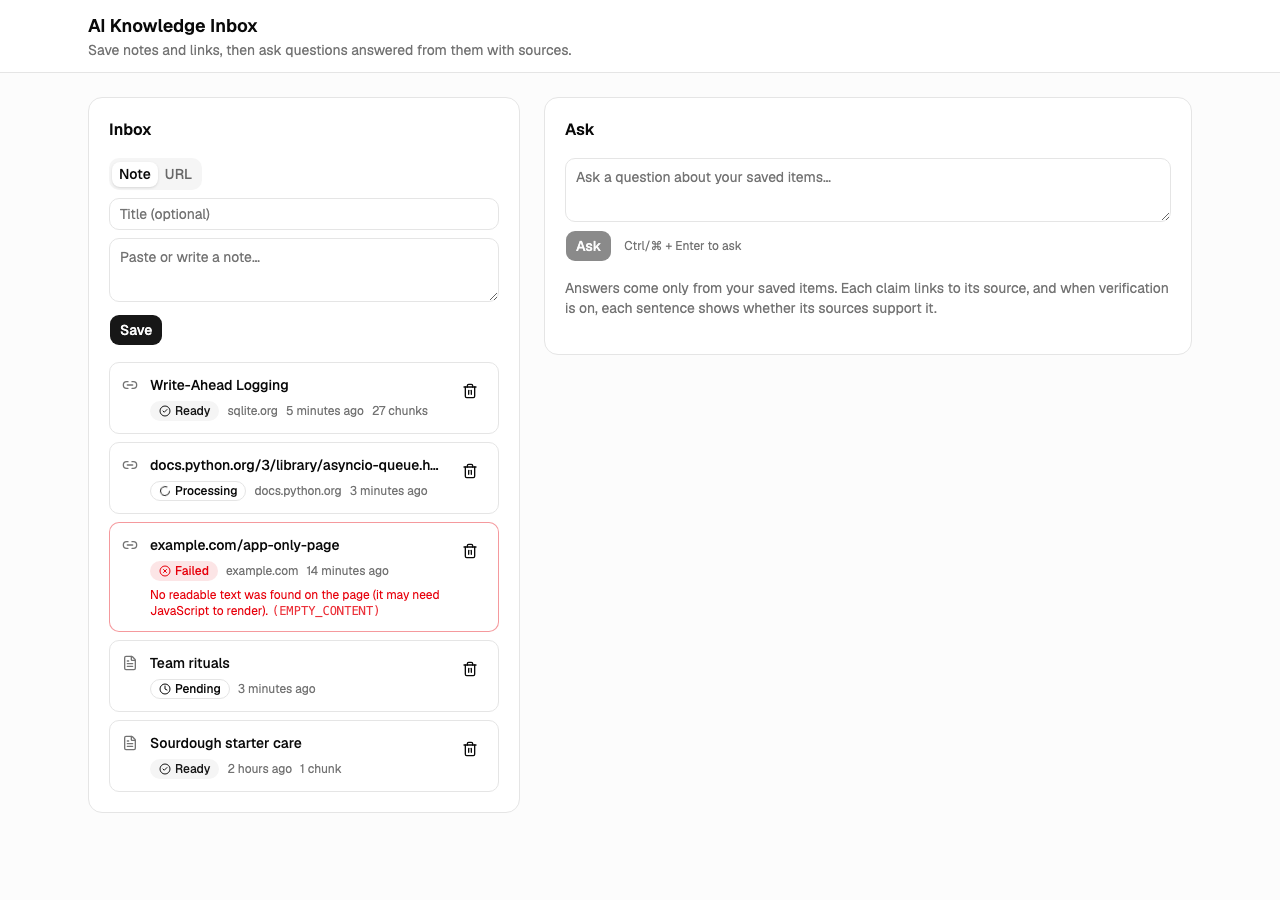 AI Knowledge Inbox
Save notes and links, then ask questions answered from them with sources.
Inbox
Note URL
Title (optional)
Paste or write a note…
Save
Write-Ahead Logging
Ready sqlite.org 5 minutes ago 27 chunks
docs.python.org/3/library/asyncio-queue.h…
Processing docs.python.org 3 minutes ago
example.com/app-only-page
Failed example.com 14 minutes ago
No readable text was found on the page (it may need
JavaScript to render). (EMPTY_CONTENT)
Team rituals
Pending 3 minutes ago
Sourdough starter care
Ready 2 hours ago 1 chunk
Ask
Ask a question about your saved items…
Ask Ctrl/⌘ + Enter to ask
Answers come only from your saved items. Each claim links to its source, and when verification
is on, each sentence shows whether its sources support it.